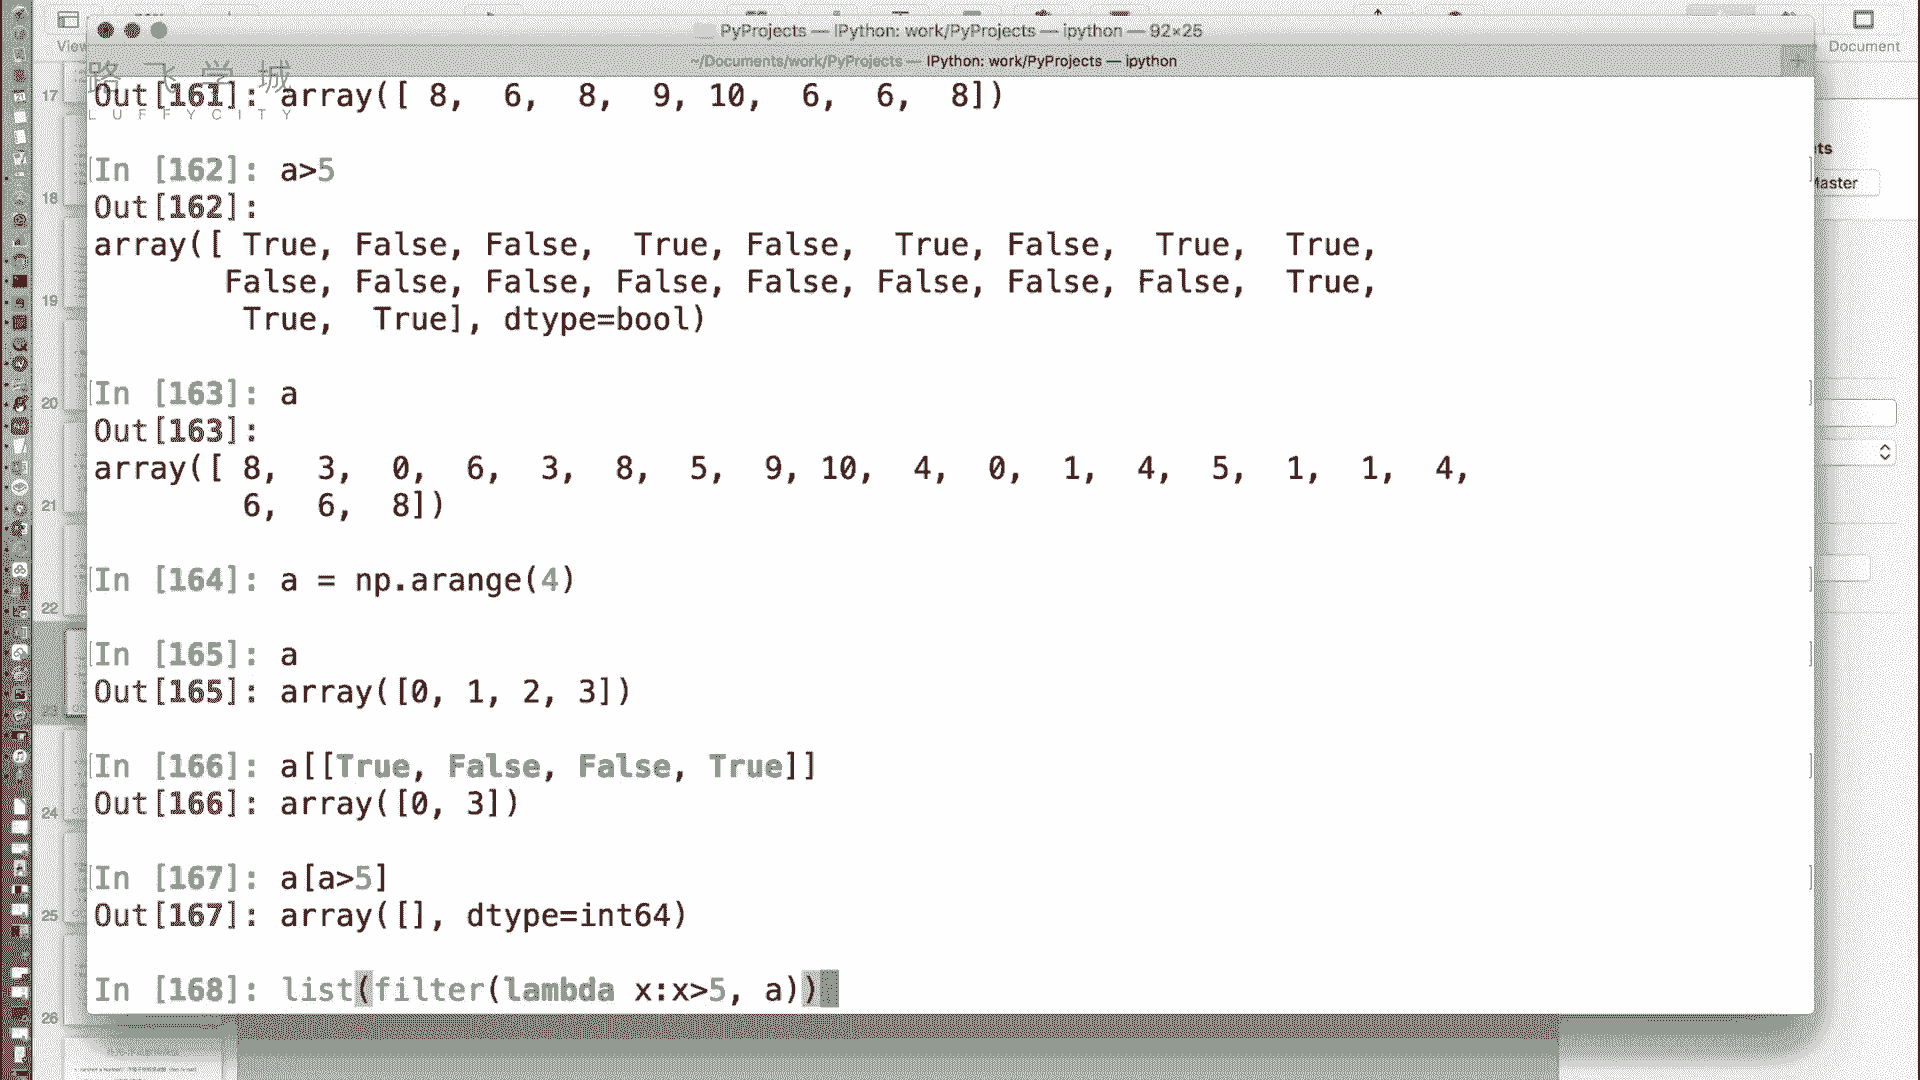 View
Document
PyProjects — IPython: work/PyProjects — ipython — 92×25
~/Documents/work/PyProjects — IPython: work/PyProjects — ipython
路飞学城
LUFFYCITY
Out[161]: array([ 8,  6,  8,  9, 10,  6,  6,  8])
In [162]: a>5
Out[162]:
array([ True, False, False,  True, False,  True, False,  True,  True,
       False, False, False, False, False, False, False, False,  True,
        True,  True], dtype=bool)
In [163]: a
Out[163]:
array([ 8,  3,  0,  6,  3,  8,  5,  9, 10,  4,  0,  1,  4,  5,  1,  1,  4,
        6,  6,  8])
In [164]: a = np.arange(4)
In [165]: a
Out[165]: array([0, 1, 2, 3])
In [166]: a[[True, False, False, True]]
Out[166]: array([0, 3])
In [167]: a[a>5]
Out[167]: array([], dtype=int64)
In [168]: list(filter(lambda x:x>5, a))
17
18
19
20
21
22
23
24
25
26
ts
Master